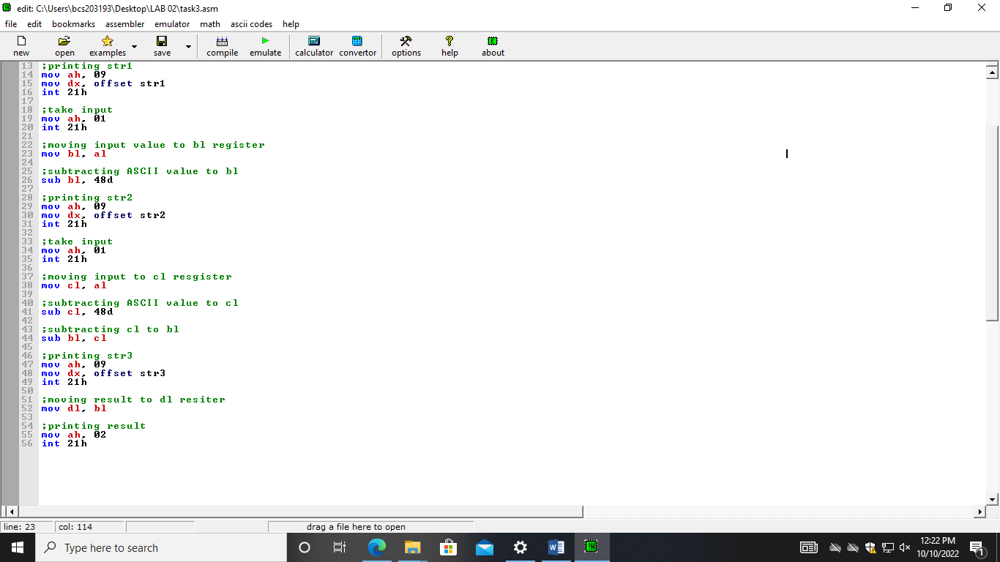 edit: C:\Users\bcs203193\Desktop\LAB 02\task3.asm
file edit bookmarks assembler emulator math ascii codes help
new open examples save compile emulate calculator convertor options help about
13 ;printing str1
14 mov ah, 09
15 mov dx, offset str1
16 int 21h
17
18 ;take input
19 mov ah, 01
20 int 21h
21
22 ;moving input value to bl register
23 mov bl, al
24
25 ;subtracting ASCII value to bl
26 sub bl, 48d
27
28 ;printing str2
29 mov ah, 09
30 mov dx, offset str2
31 int 21h
32
33 ;take input
34 mov ah, 01
35 int 21h
36
37 ;moving input to cl resgister
38 mov cl, al
39
40 ;subtracting ASCII value to cl
41 sub cl, 48d
42
43 ;subtracting cl to bl
44 sub bl, cl
45
46 ;printing str3
47 mov ah, 09
48 mov dx, offset str3
49 int 21h
50
51 ;moving result to dl resiter
52 mov dl, bl
53
54 ;printing result
55 mov ah, 02
56 int 21h
line: 23 col: 114 drag a file here to open
Type here to search
12:22 PM
10/10/2022
1